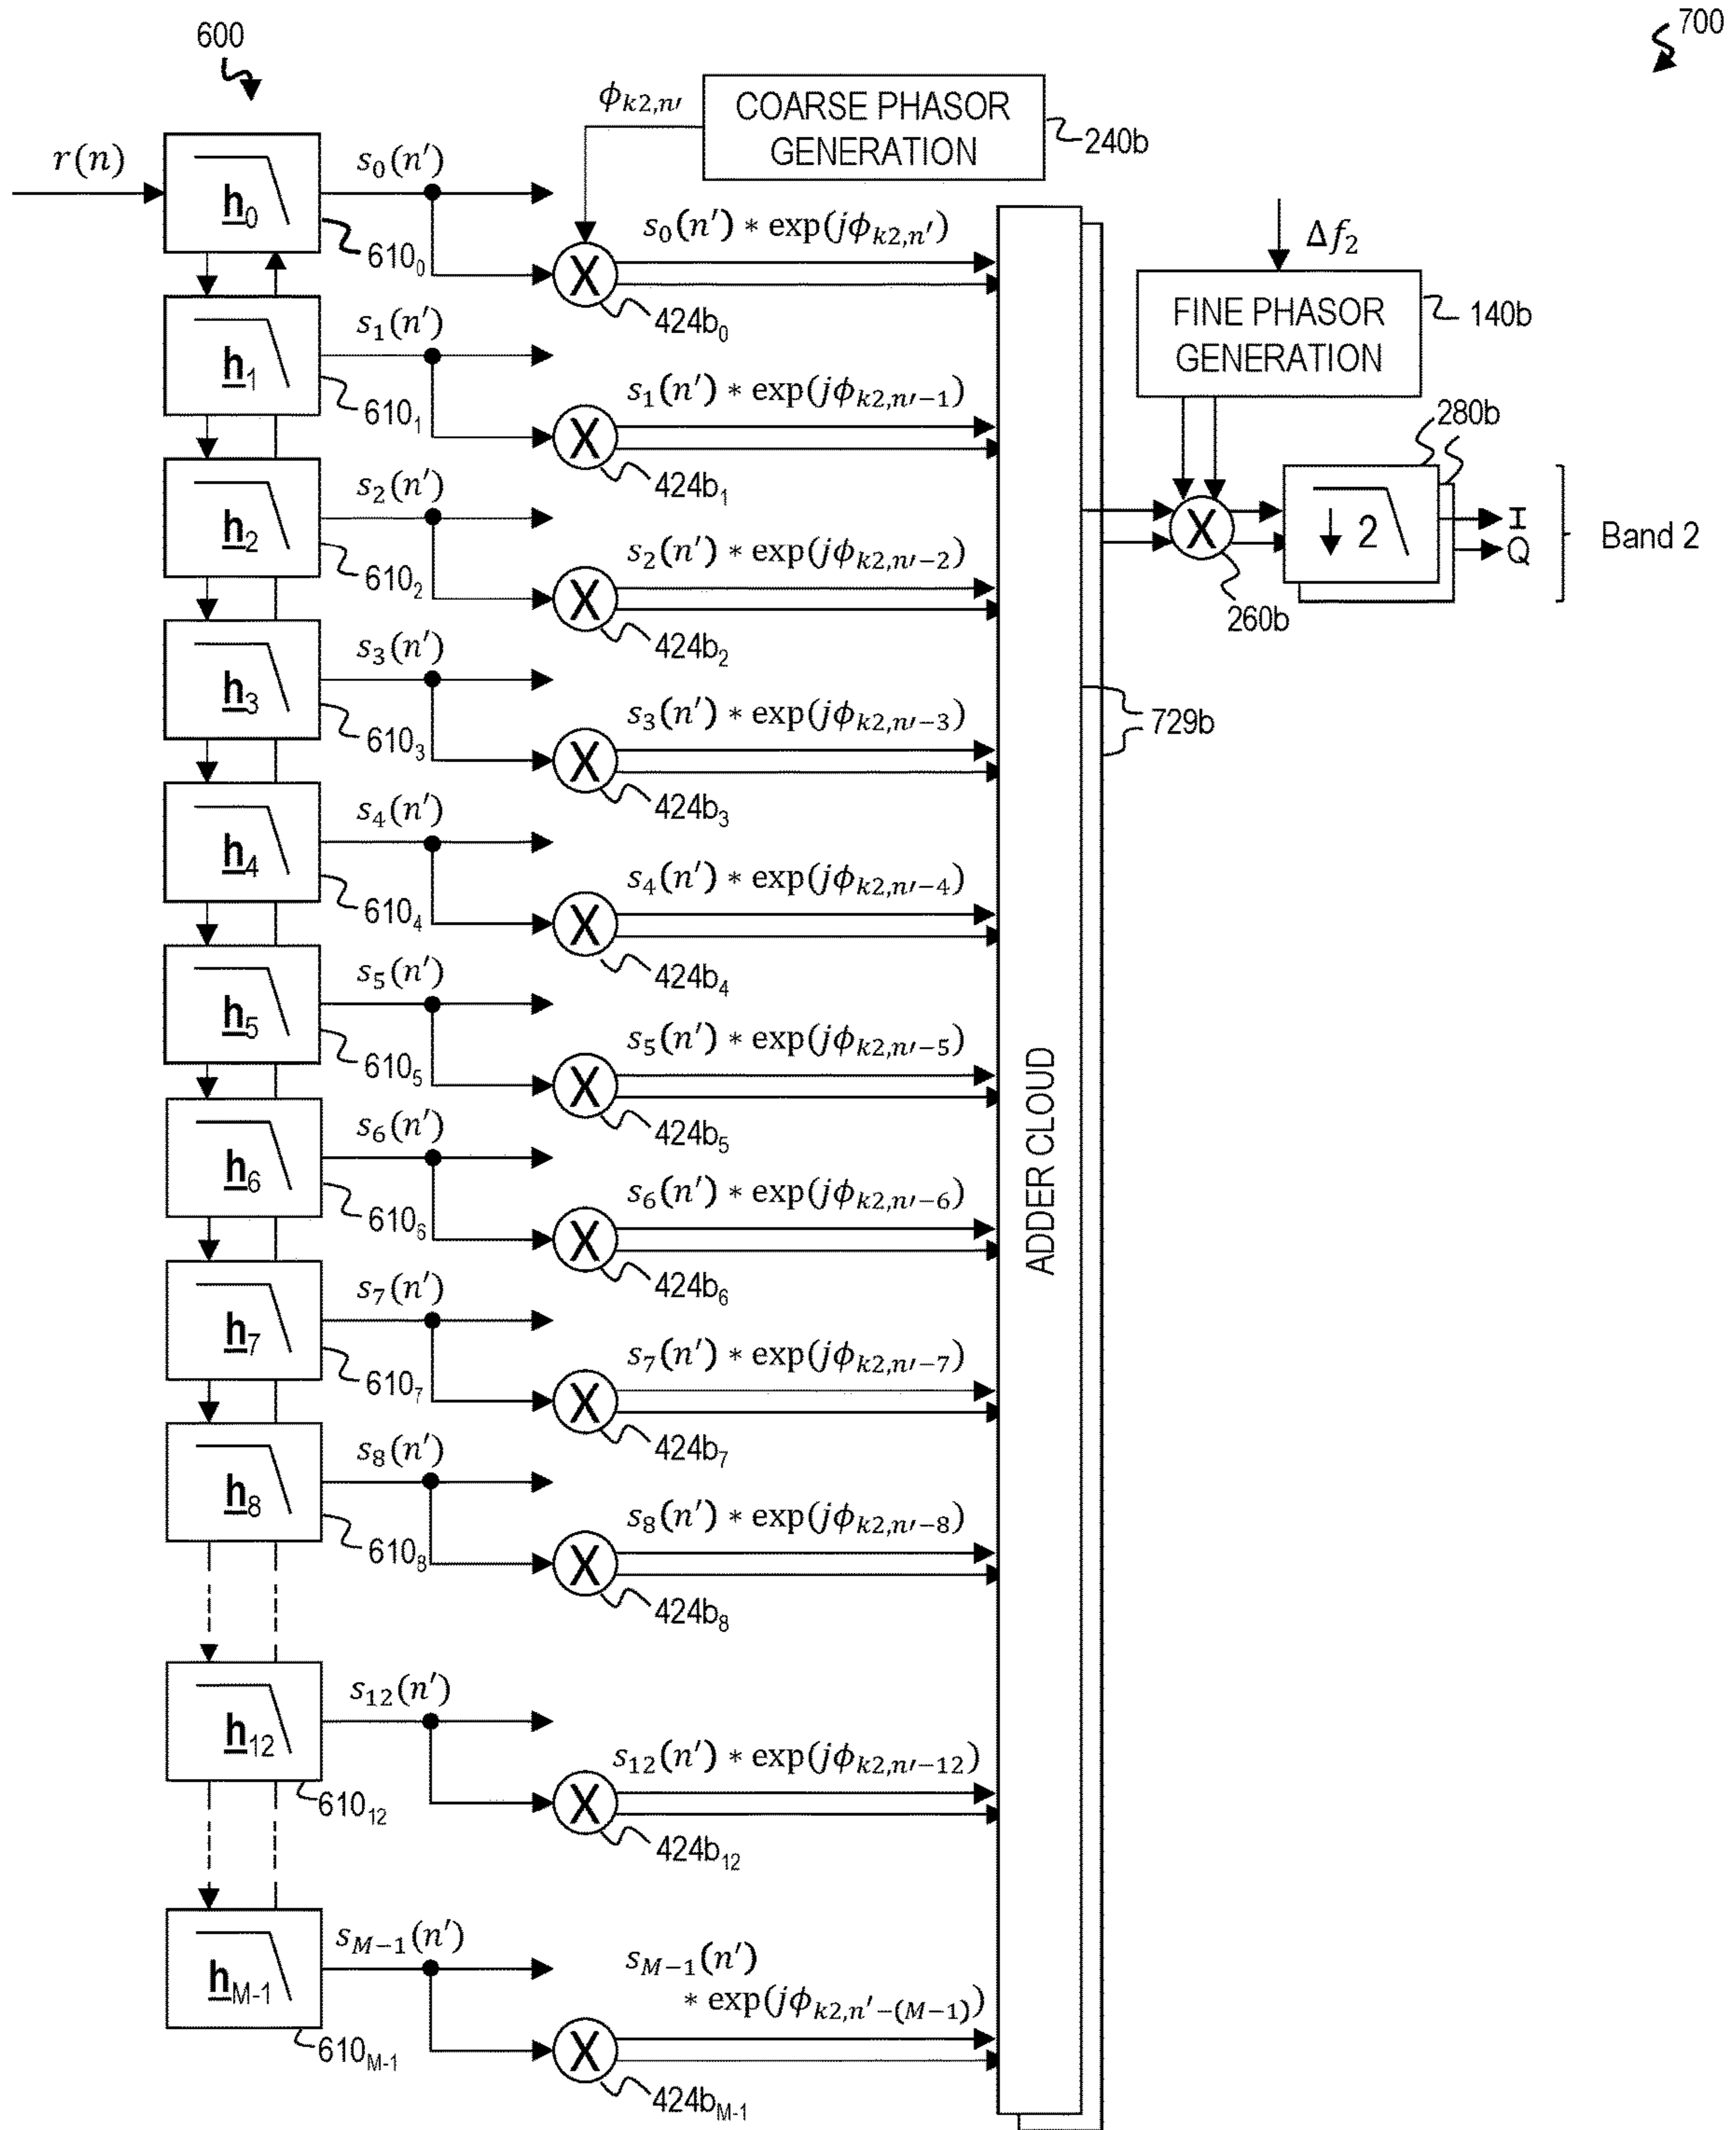 600
700
r(n)
h₀
610₀
s₀(n′)
ϕₖ₂,ₙ′
COARSE PHASOR
GENERATION
240b
X
424b₀
s₀(n′) ∗ exp(jϕₖ₂,ₙ′)
h₁
610₁
s₁(n′)
X
424b₁
s₁(n′) ∗ exp(jϕₖ₂,ₙ′₋₁)
h₂
610₂
s₂(n′)
X
424b₂
s₂(n′) ∗ exp(jϕₖ₂,ₙ′₋₂)
h₃
610₃
s₃(n′)
X
424b₃
s₃(n′) ∗ exp(jϕₖ₂,ₙ′₋₃)
h₄
610₄
s₄(n′)
X
424b₄
s₄(n′) ∗ exp(jϕₖ₂,ₙ′₋₄)
h₅
610₅
s₅(n′)
X
424b₅
s₅(n′) ∗ exp(jϕₖ₂,ₙ′₋₅)
h₆
610₆
s₆(n′)
X
424b₆
s₆(n′) ∗ exp(jϕₖ₂,ₙ′₋₆)
h₇
610₇
s₇(n′)
X
424b₇
s₇(n′) ∗ exp(jϕₖ₂,ₙ′₋₇)
h₈
610₈
s₈(n′)
X
424b₈
s₈(n′) ∗ exp(jϕₖ₂,ₙ′₋₈)
h₁₂
610₁₂
s₁₂(n′)
X
424b₁₂
s₁₂(n′) ∗ exp(jϕₖ₂,ₙ′₋₁₂)
h_M-1
610_M-1
s_M−1(n′)
X
424b_M-1
s_M−1(n′)
∗ exp(jϕₖ₂,ₙ′₋(M−1))
ADDER CLOUD
729b
Δf₂
FINE PHASOR
GENERATION
140b
X
260b
↓ 2
280b
I
Q
Band 2